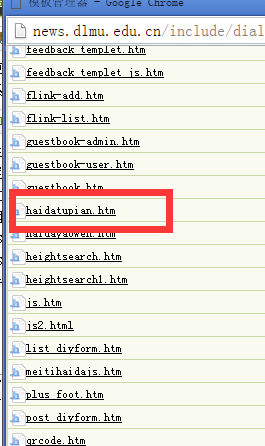 模板管理器 - Google Chrome
news.dlmu.edu.cn/include/dial
feedback_templet.htm
feedback_templet_js.htm
flink-add.htm
flink-list.htm
guestbook-admin.htm
guestbook-user.htm
guestbook.htm
haidatupian.htm
haidayaowen.htm
heightsearch.htm
heightsearch1.htm
js.htm
js2.html
list_diyform.htm
meitihaidajs.htm
plus_foot.htm
post_diyform.htm
qrcode.htm